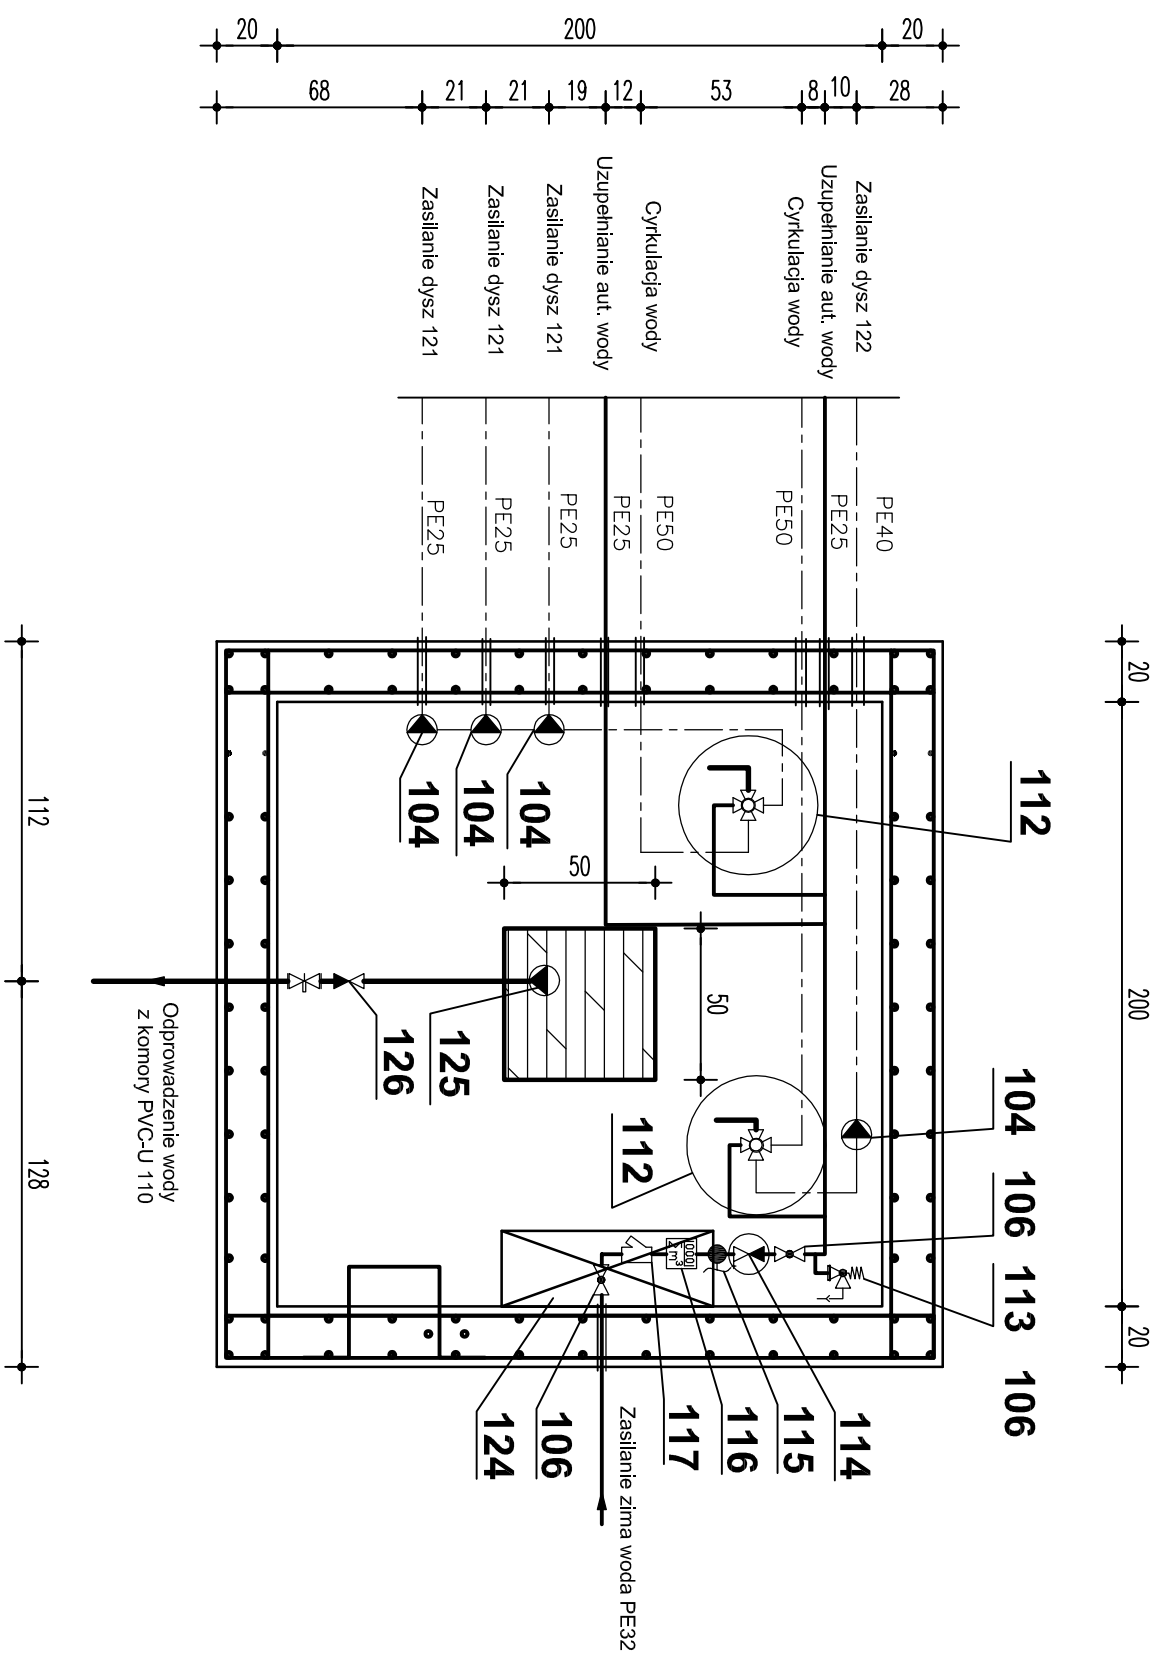 20
200
20
68
21
21
19
12
53
8
10
28
Zasilanie dysz 121
Zasilanie dysz 121
Zasilanie dysz 121
Uzupełnianie aut. wody
Cyrkulacja wody
Cyrkulacja wody
Uzupełnianie aut. wody
Zasilanie dysz 122
PE25
PE25
PE25
PE25
PE50
PE50
PE25
PE40
20
200
20
112
128
112
104
104
104
50
50
125
126
Odprowadzenie wody
z komory PVC-U 110
112
104
106
113
106
114
115
116
117
106
124
m³
Zasilanie zima woda PE32